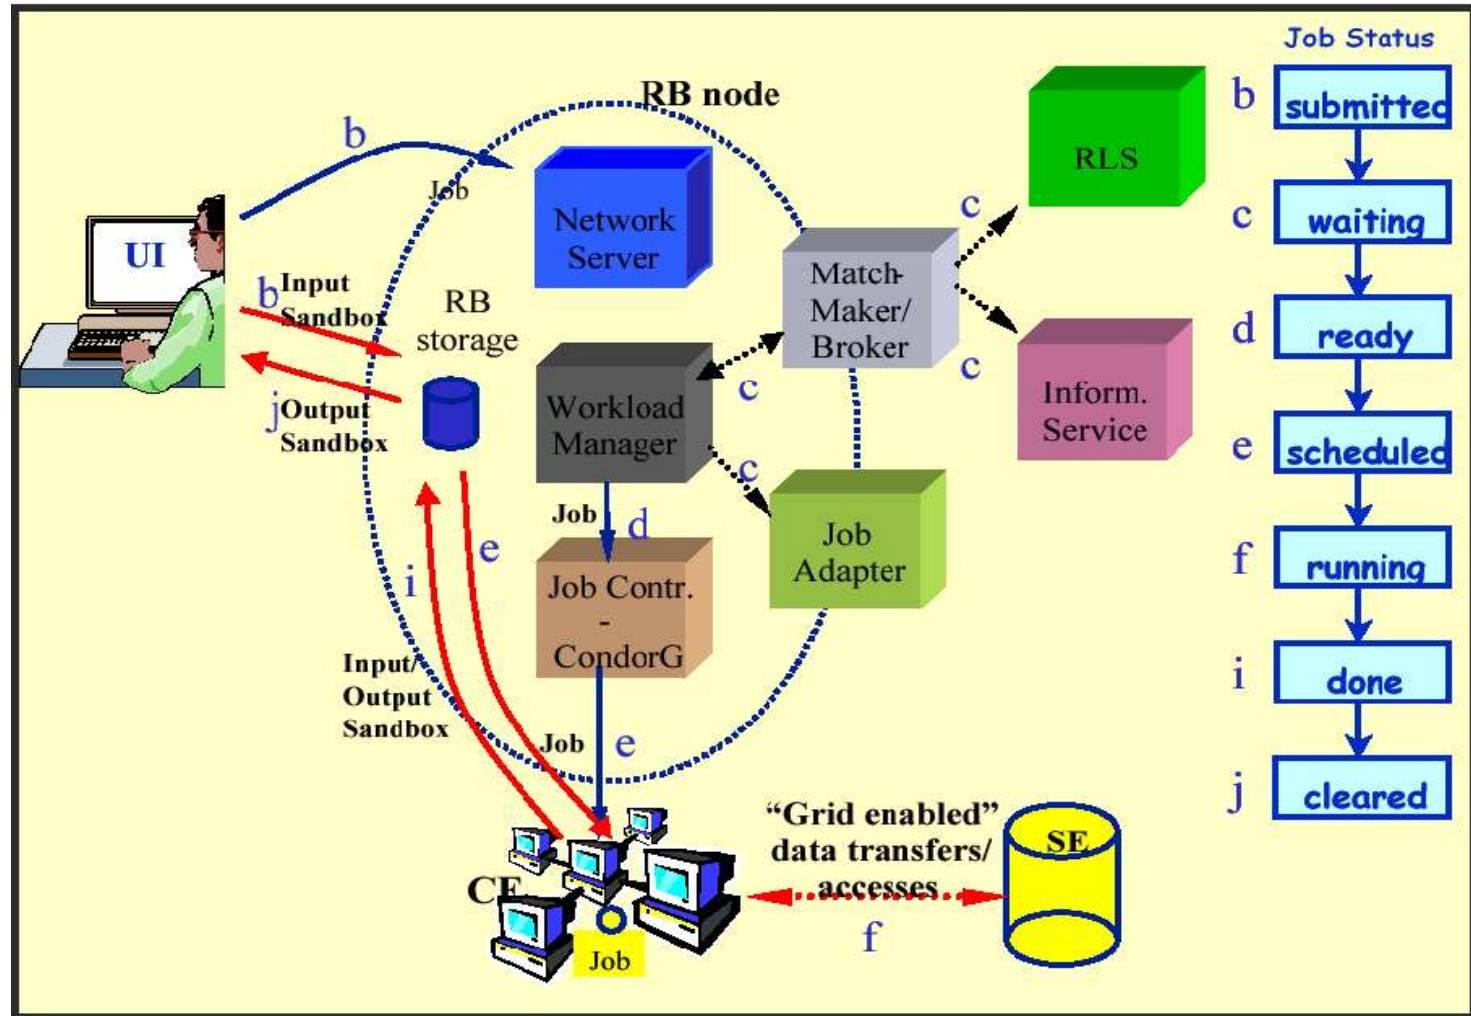 Job Status
RB node
b
submitted
RLS
b
Job
Network
Server
c
c
waiting
UI
b
Input
Sandbox
RB
storage
Match-
Maker/
Broker
c
Inform.
Service
d
ready
j
Output
Sandbox
Workload
Manager
c
c
e
scheduled
Job
d
e
i
Job
Adapter
Job Contr.
-
CondorG
f
running
Input/
Output
Sandbox
Job
e
i
done
j
cleared
CE
Job
“Grid enabled”
data transfers/
accesses
f
SE